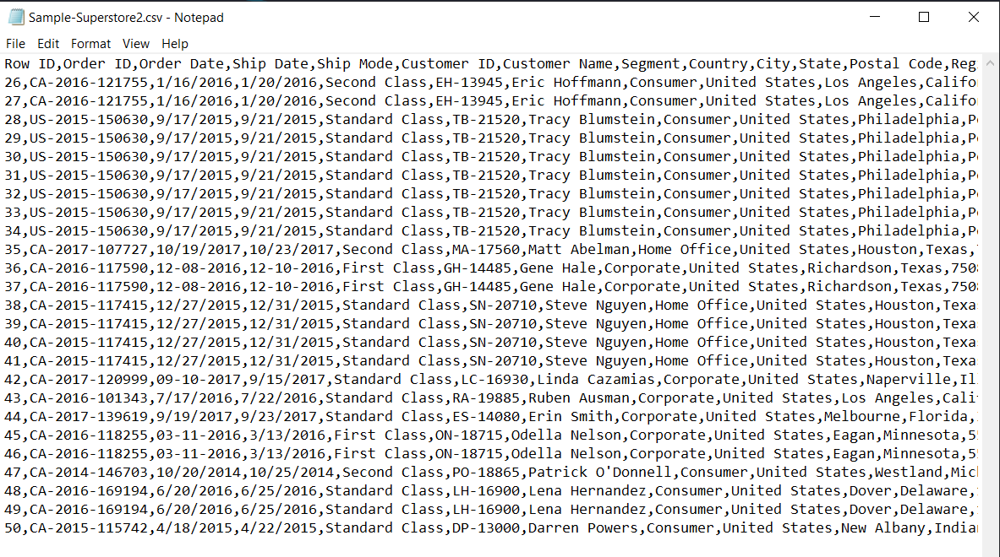 Sample-Superstore2.csv - Notepad
File Edit Format View Help
Row ID,Order ID,Order Date,Ship Date,Ship Mode,Customer ID,Customer Name,Segment,Country,City,State,Postal Code,Reg
26,CA-2016-121755,1/16/2016,1/20/2016,Second Class,EH-13945,Eric Hoffmann,Consumer,United States,Los Angeles,Califo
27,CA-2016-121755,1/16/2016,1/20/2016,Second Class,EH-13945,Eric Hoffmann,Consumer,United States,Los Angeles,Califo
28,US-2015-150630,9/17/2015,9/21/2015,Standard Class,TB-21520,Tracy Blumstein,Consumer,United States,Philadelphia,Pe
29,US-2015-150630,9/17/2015,9/21/2015,Standard Class,TB-21520,Tracy Blumstein,Consumer,United States,Philadelphia,Pe
30,US-2015-150630,9/17/2015,9/21/2015,Standard Class,TB-21520,Tracy Blumstein,Consumer,United States,Philadelphia,Pe
31,US-2015-150630,9/17/2015,9/21/2015,Standard Class,TB-21520,Tracy Blumstein,Consumer,United States,Philadelphia,Pe
32,US-2015-150630,9/17/2015,9/21/2015,Standard Class,TB-21520,Tracy Blumstein,Consumer,United States,Philadelphia,Pe
33,US-2015-150630,9/17/2015,9/21/2015,Standard Class,TB-21520,Tracy Blumstein,Consumer,United States,Philadelphia,Pe
34,US-2015-150630,9/17/2015,9/21/2015,Standard Class,TB-21520,Tracy Blumstein,Consumer,United States,Philadelphia,Pe
35,CA-2017-107727,10/19/2017,10/23/2017,Second Class,MA-17560,Matt Abelman,Home Office,United States,Houston,Texas,
36,CA-2016-117590,12-08-2016,12-10-2016,First Class,GH-14485,Gene Hale,Corporate,United States,Richardson,Texas,750
37,CA-2016-117590,12-08-2016,12-10-2016,First Class,GH-14485,Gene Hale,Corporate,United States,Richardson,Texas,750
38,CA-2015-117415,12/27/2015,12/31/2015,Standard Class,SN-20710,Steve Nguyen,Home Office,United States,Houston,Texa
39,CA-2015-117415,12/27/2015,12/31/2015,Standard Class,SN-20710,Steve Nguyen,Home Office,United States,Houston,Texa
40,CA-2015-117415,12/27/2015,12/31/2015,Standard Class,SN-20710,Steve Nguyen,Home Office,United States,Houston,Texa
41,CA-2015-117415,12/27/2015,12/31/2015,Standard Class,SN-20710,Steve Nguyen,Home Office,United States,Houston,Texa
42,CA-2017-120999,09-10-2017,9/15/2017,Standard Class,LC-16930,Linda Cazamias,Corporate,United States,Naperville,Il
43,CA-2016-101343,7/17/2016,7/22/2016,Standard Class,RA-19885,Ruben Ausman,Corporate,United States,Los Angeles,Cali
44,CA-2017-139619,9/19/2017,9/23/2017,Standard Class,ES-14080,Erin Smith,Corporate,United States,Melbourne,Florida,
45,CA-2016-118255,03-11-2016,3/13/2016,First Class,ON-18715,Odella Nelson,Corporate,United States,Eagan,Minnesota,5
46,CA-2016-118255,03-11-2016,3/13/2016,First Class,ON-18715,Odella Nelson,Corporate,United States,Eagan,Minnesota,5
47,CA-2014-146703,10/20/2014,10/25/2014,Second Class,PO-18865,Patrick O'Donnell,Consumer,United States,Westland,Mic
48,CA-2016-169194,6/20/2016,6/25/2016,Standard Class,LH-16900,Lena Hernandez,Consumer,United States,Dover,Delaware,
49,CA-2016-169194,6/20/2016,6/25/2016,Standard Class,LH-16900,Lena Hernandez,Consumer,United States,Dover,Delaware,
50,CA-2015-115742,4/18/2015,4/22/2015,Standard Class,DP-13000,Darren Powers,Consumer,United States,New Albany,India